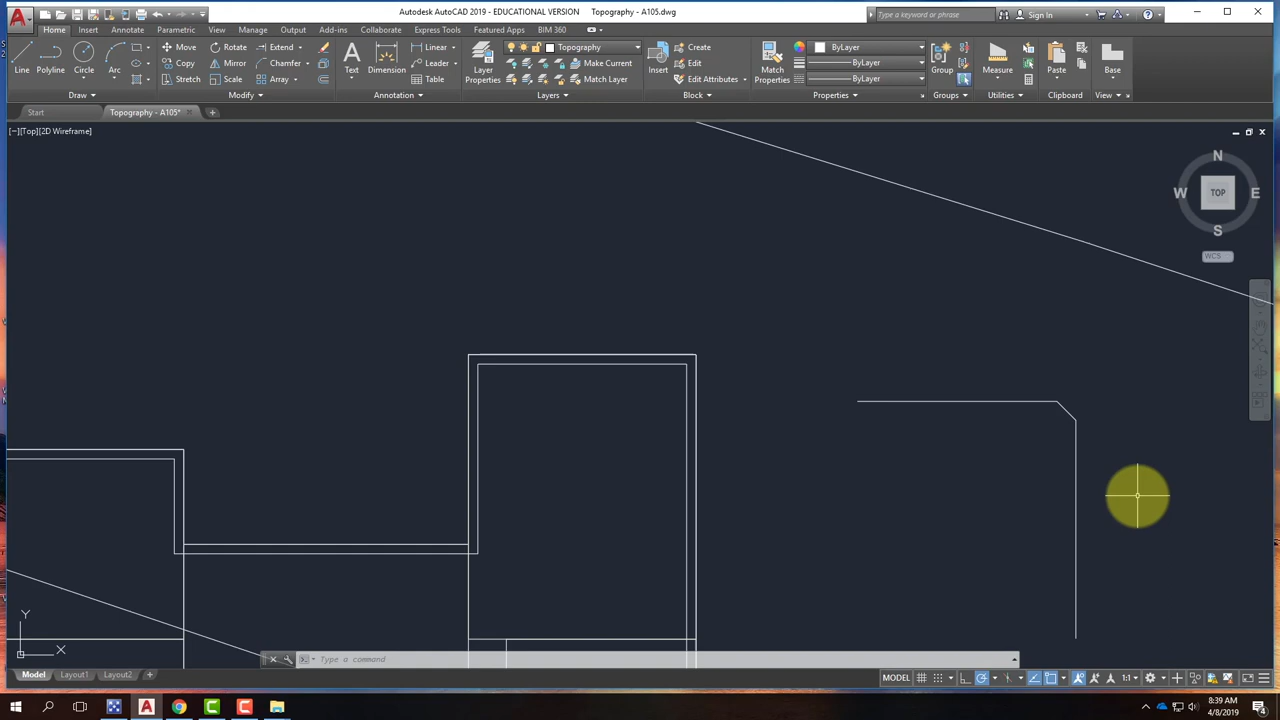 Autodesk AutoCAD 2019 - EDUCATIONAL VERSION Topography - A105.dwg
Type a keyword or phrase
Sign In
Home Insert Annotate Parametric View Manage Output Add-ins Collaborate Express Tools Featured Apps BIM 360
Line Polyline Circle Arc
Move Rotate Extend
Copy Mirror Chamfer
Stretch Scale Array
Text Dimension
Linear
Leader
Table
Layer Properties
Topography
Make Current
Match Layer
Insert
Create
Edit
Edit Attributes
Match Properties
ByLayer
ByLayer
ByLayer
Group
Measure
Paste
Base
Draw Modify Annotation Layers Block Properties Groups Utilities Clipboard View
Start Topography - A105*
[−][Top][2D Wireframe]
N
W TOP E
S
WCS
Y
X
Type a command
Model Layout1 Layout2
MODEL 1:1
8:39 AM
4/8/2019
4